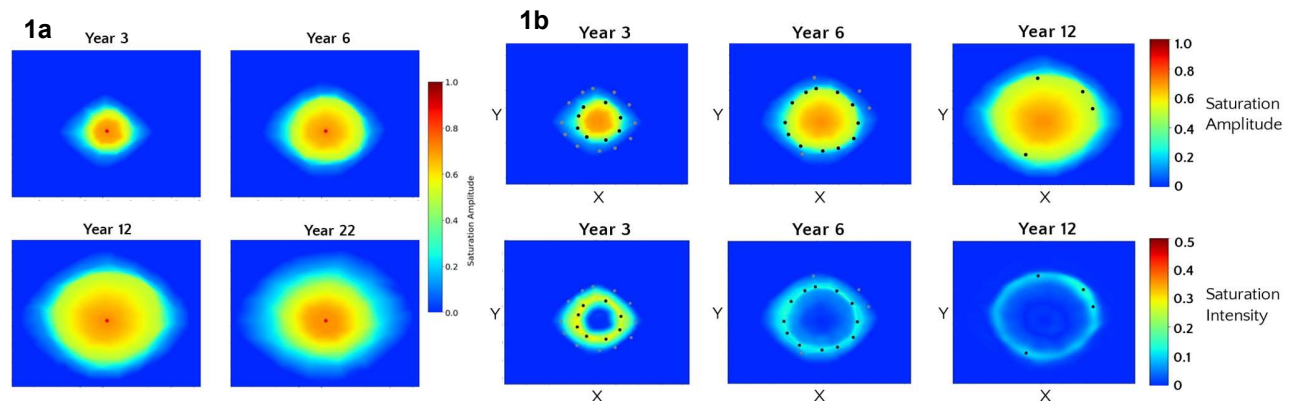 1a
Year 3
Year 6
Year 12
Year 22
1.0
0.8
0.6
0.4
0.2
0.0
Saturation Amplitude
1b
Year 3
Year 6
Year 12
Y
X
Y
X
Y
X
1.0
0.8
0.6
0.4
0.2
0
Saturation
Amplitude
Year 3
Year 6
Year 12
Y
X
Y
X
Y
X
0.5
0.4
0.3
0.2
0.1
0
Saturation
Intensity